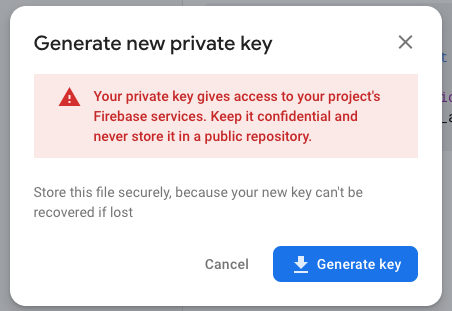 Generate new private key
Your private key gives access to your project's
Firebase services. Keep it confidential and
never store it in a public repository.
Store this file securely, because your new key can't be
recovered if lost
Cancel
Generate key